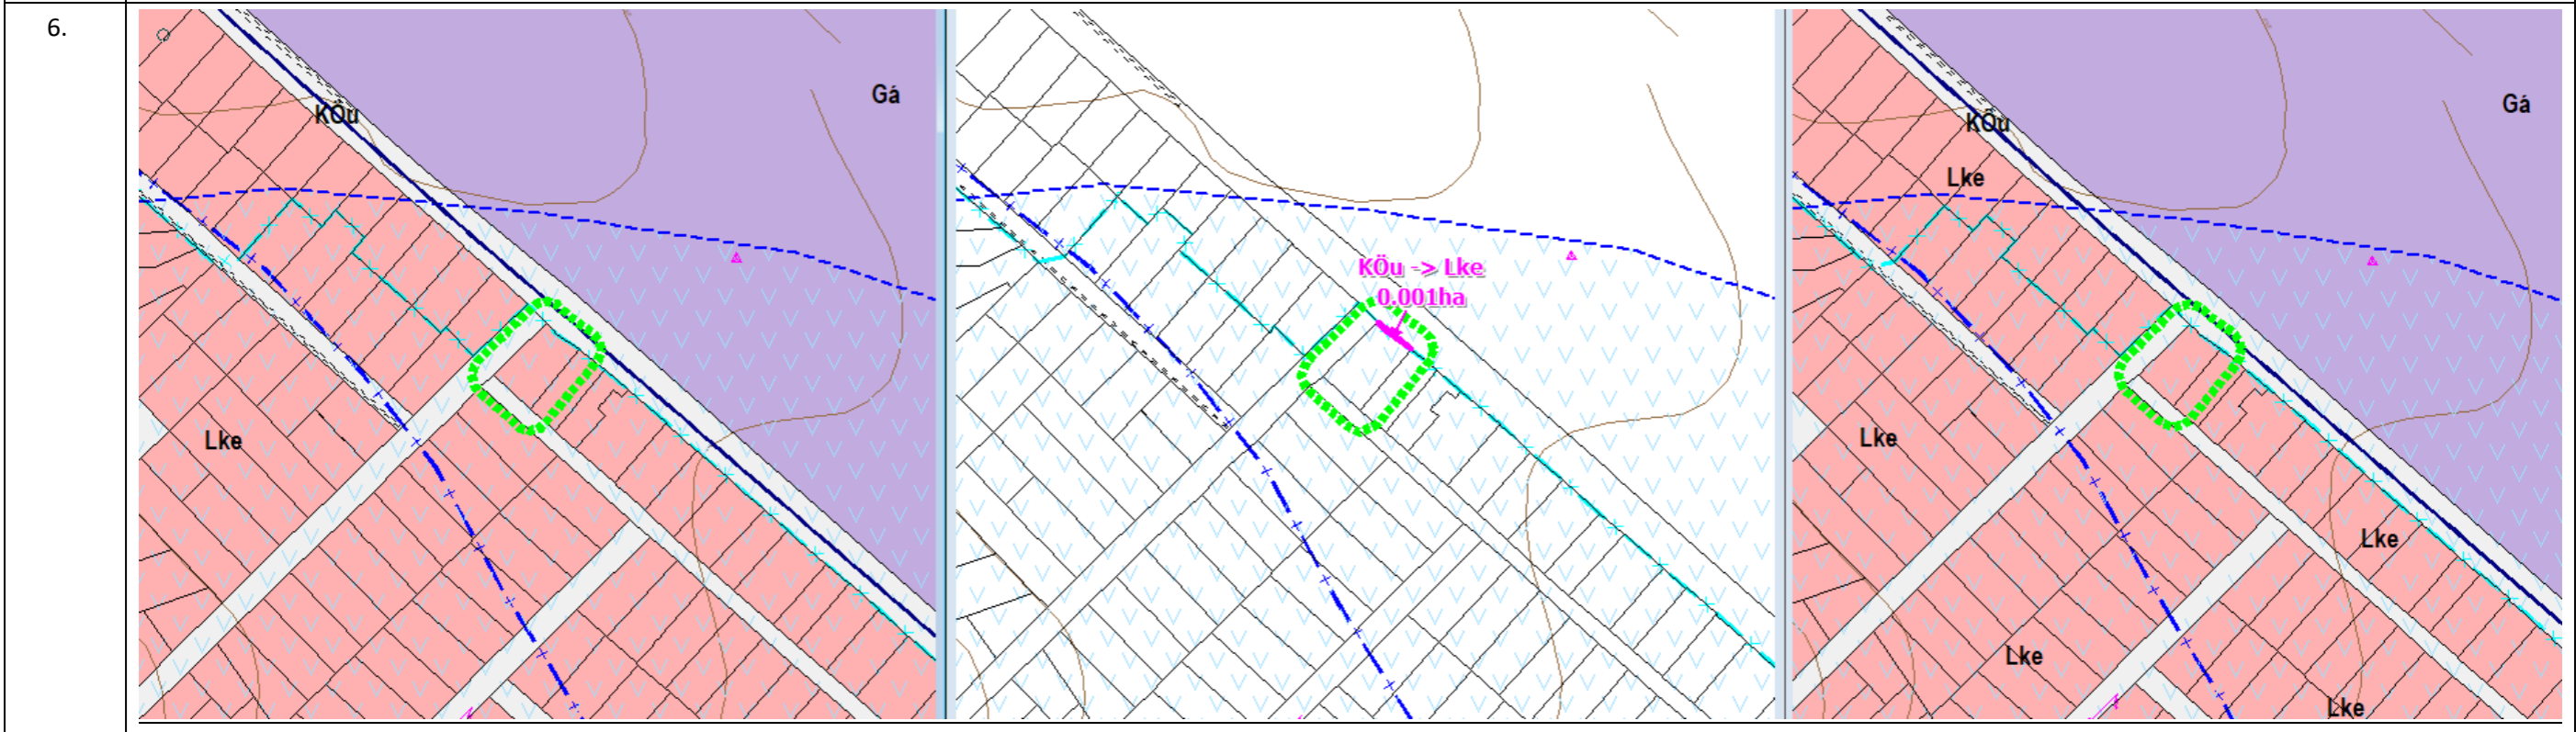 6.
KÖu
Gá
Lke
KÖu -> Lke
0.001ha
KÖu
Gá
Lke
Lke
Lke
Lke
Lke